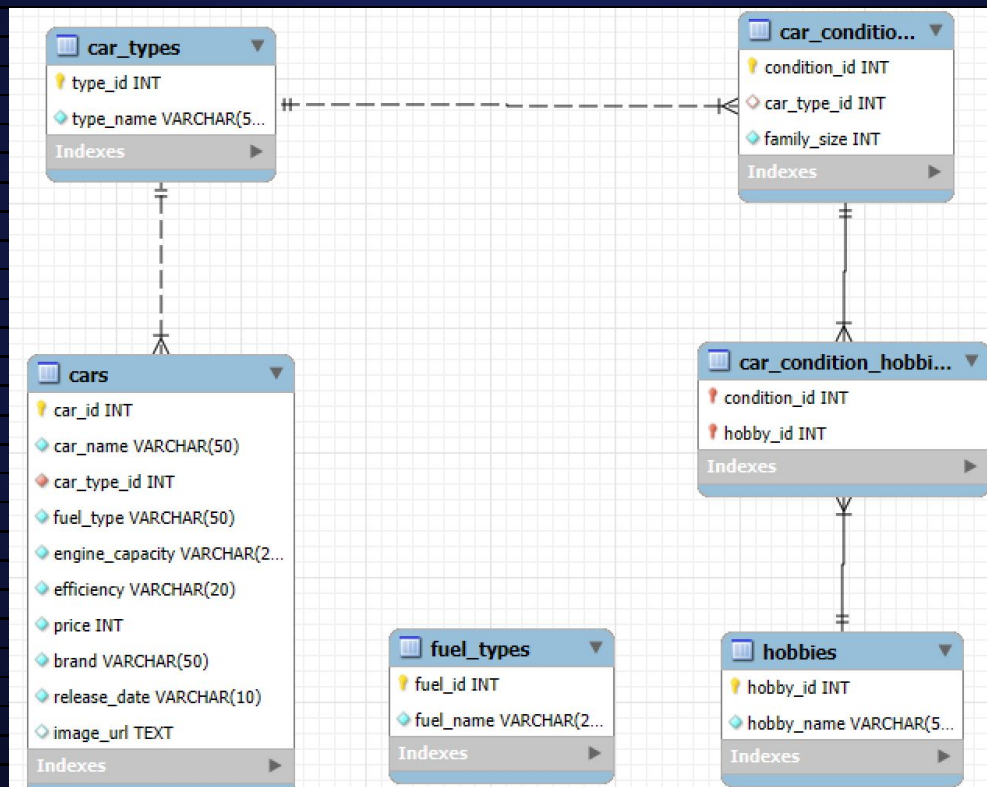 car_types
type_id INT
type_name VARCHAR(5...
Indexes
car_conditio...
condition_id INT
car_type_id INT
family_size INT
Indexes
cars
car_id INT
car_name VARCHAR(50)
car_type_id INT
fuel_type VARCHAR(50)
engine_capacity VARCHAR(2...
efficiency VARCHAR(20)
price INT
brand VARCHAR(50)
release_date VARCHAR(10)
image_url TEXT
Indexes
car_condition_hobbi...
condition_id INT
hobby_id INT
Indexes
fuel_types
fuel_id INT
fuel_name VARCHAR(2...
Indexes
hobbies
hobby_id INT
hobby_name VARCHAR(5...
Indexes